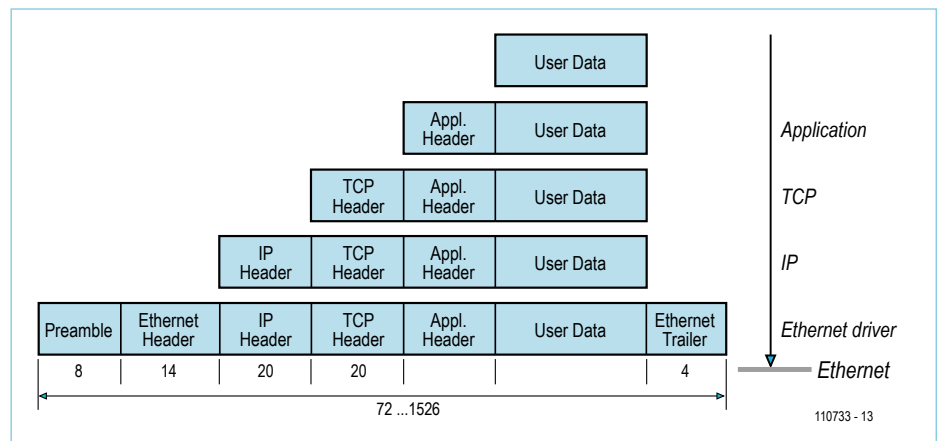 User Data
Appl.
Header
User Data
Application
TCP
Header
Appl.
Header
User Data
TCP
IP
Header
TCP
Header
Appl.
Header
User Data
IP
Preamble
Ethernet
Header
IP
Header
TCP
Header
Appl.
Header
User Data
Ethernet
Trailer
Ethernet driver
8
14
20
20
4
Ethernet
72 ...1526
110733 - 13